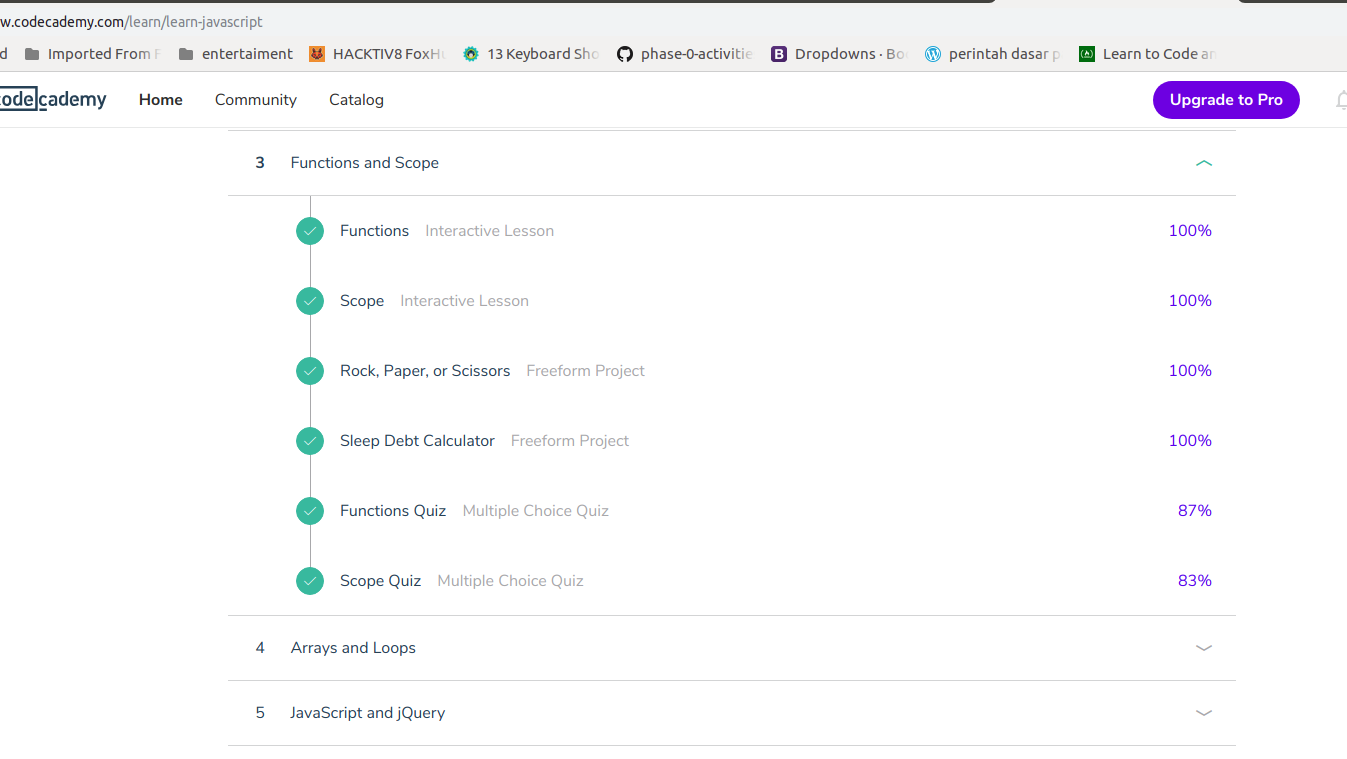 w.codecademy.com/learn/learn-javascript
d Imported From F entertaiment HACKTIV8 FoxHu 13 Keyboard Sho phase-0-activitie Dropdowns · Boo perintah dasar p Learn to Code an
codecademy Home Community Catalog Upgrade to Pro
3 Functions and Scope
Functions Interactive Lesson 100%
Scope Interactive Lesson 100%
Rock, Paper, or Scissors Freeform Project 100%
Sleep Debt Calculator Freeform Project 100%
Functions Quiz Multiple Choice Quiz 87%
Scope Quiz Multiple Choice Quiz 83%
4 Arrays and Loops
5 JavaScript and jQuery